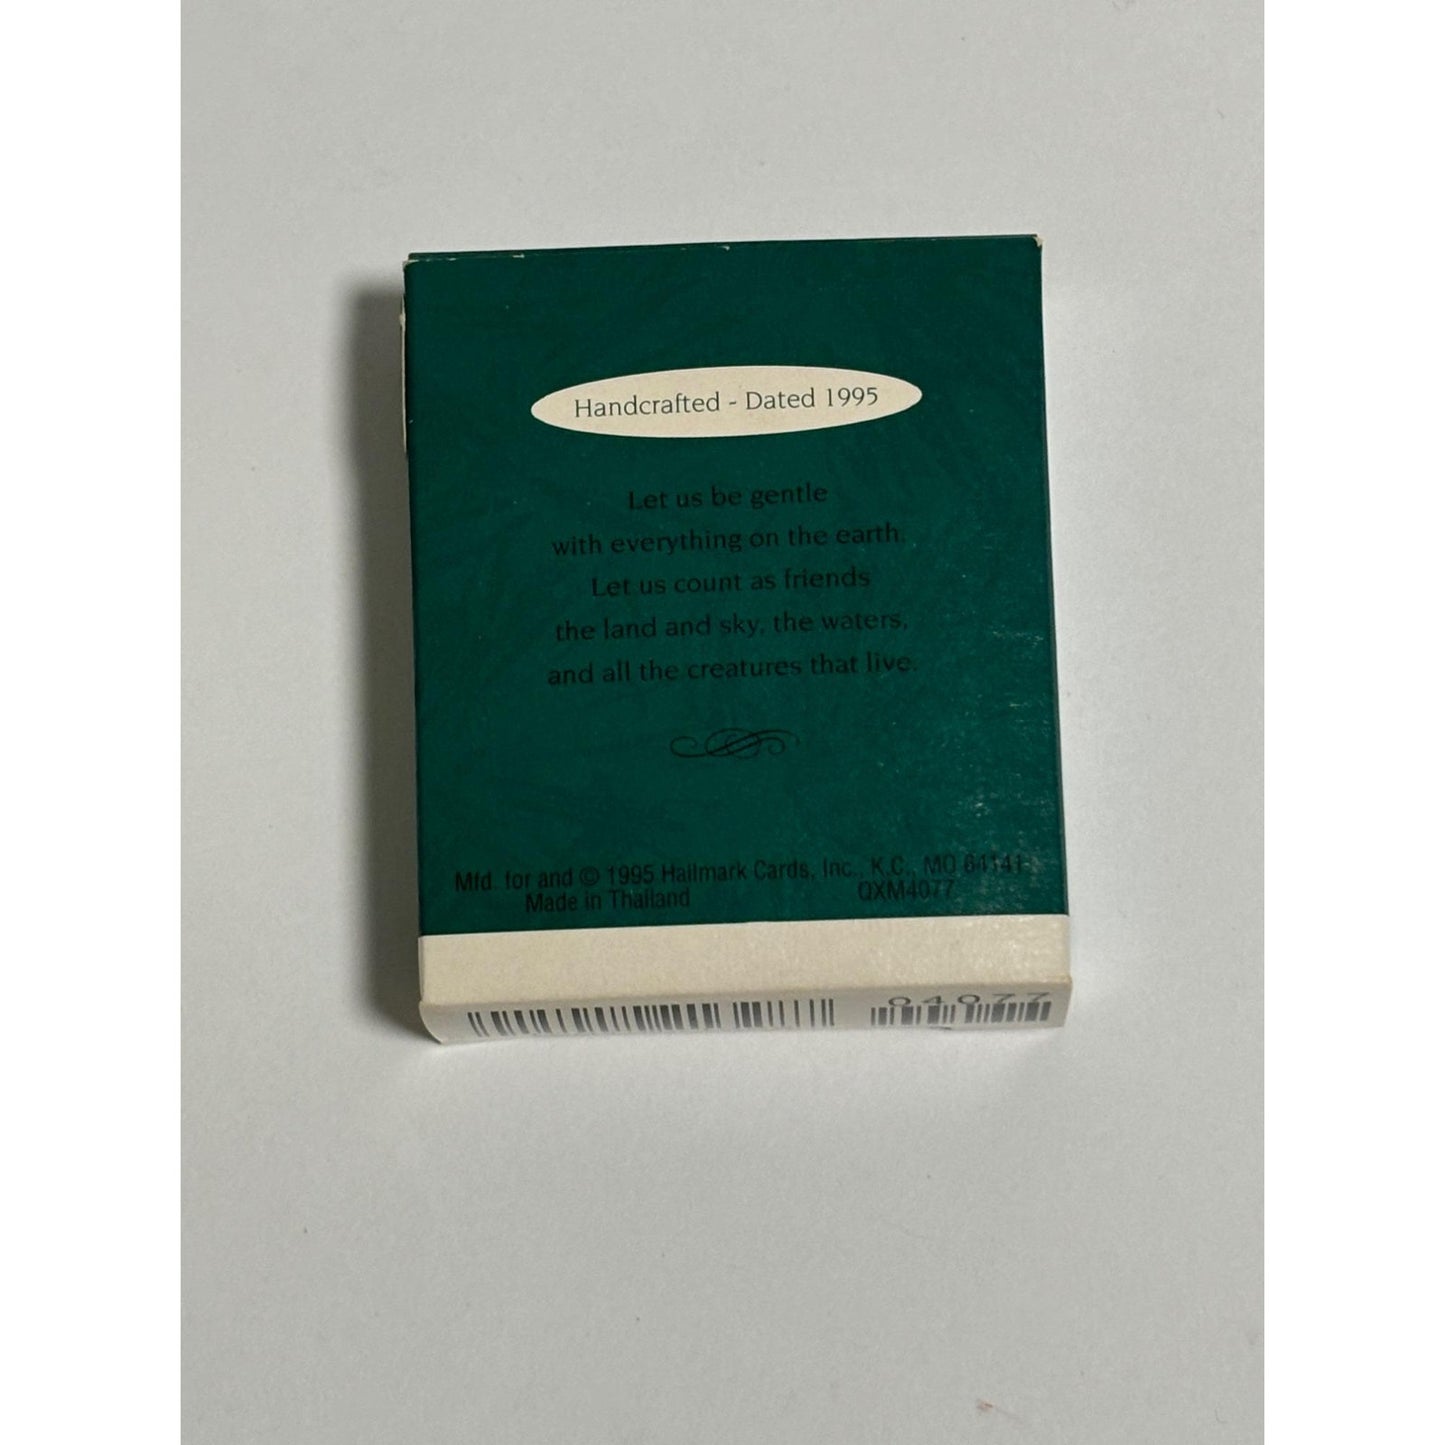 Handcrafted - Dated 1995
Let us be gentle
with everything on the earth.
Let us count as friends
the land and sky, the waters,
and all the creatures that live.
Mfd. for and © 1995 Hallmark Cards, Inc., K.C., MO 64141
Made in Thailand QXM4077
04077